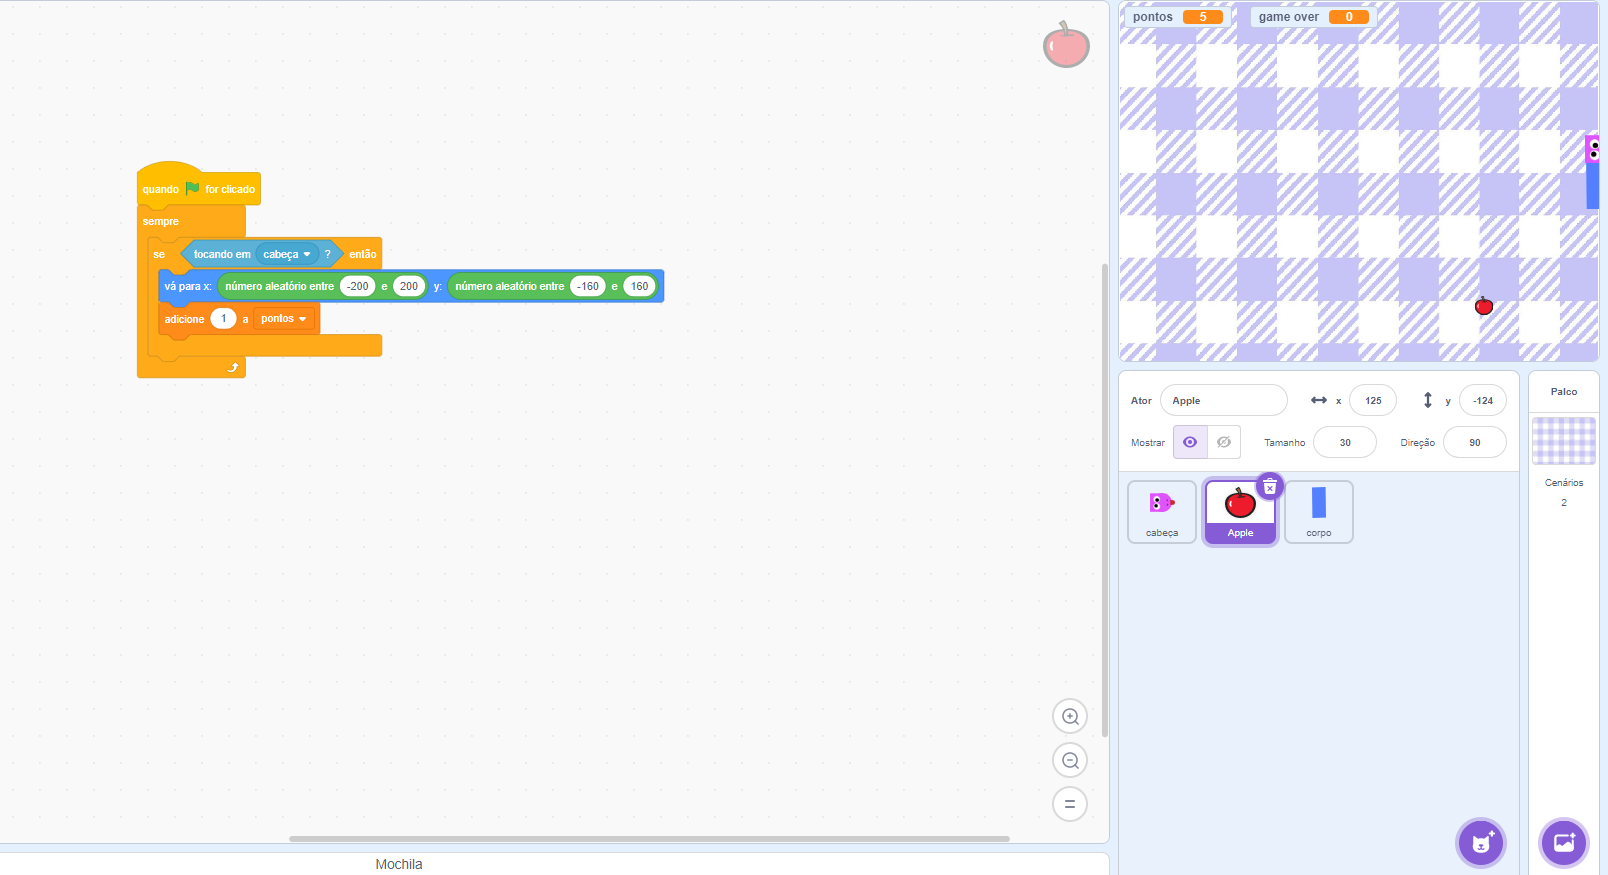 pontos 5 game over 0
quando for clicado
sempre
se tocando em cabeça ? então
vá para x: número aleatório entre -200 e 200 y: número aleatório entre -160 e 160
adicione 1 a pontos
Ator Apple x 125 y -124
Mostrar Tamanho 30 Direção 90
cabeça Apple corpo
Palco
Cenários
2
Mochila